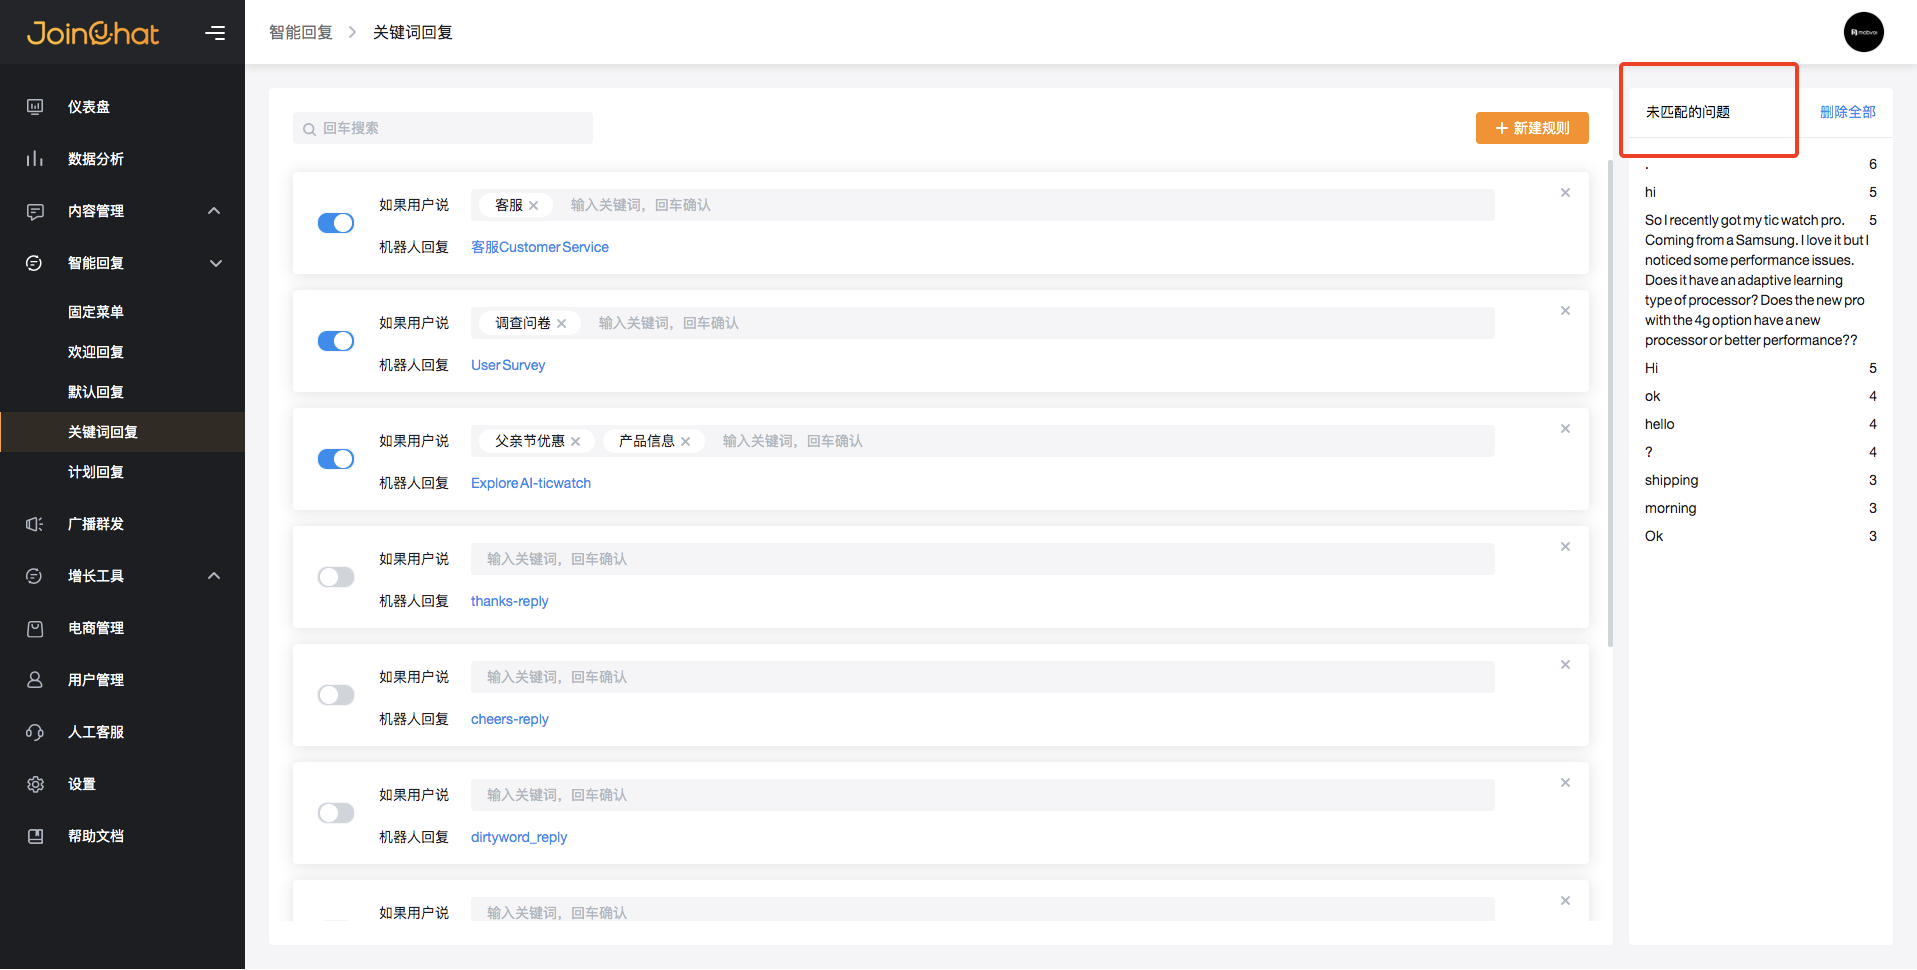 JoinChat
智能回复 > 关键词回复
mobvoi
仪表盘
数据分析
内容管理
智能回复
固定菜单
欢迎回复
默认回复
关键词回复
计划回复
广播群发
增长工具
电商管理
用户管理
人工客服
设置
帮助文档
回车搜索
+ 新建规则
如果用户说 客服 × 输入关键词，回车确认
机器人回复 客服Customer Service
如果用户说 调查问卷 × 输入关键词，回车确认
机器人回复 User Survey
如果用户说 父亲节优惠 × 产品信息 × 输入关键词，回车确认
机器人回复 Explore AI-ticwatch
如果用户说 输入关键词，回车确认
机器人回复 thanks-reply
如果用户说 输入关键词，回车确认
机器人回复 cheers-reply
如果用户说 输入关键词，回车确认
机器人回复 dirtyword_reply
如果用户说 输入关键词，回车确认
未匹配的问题 删除全部
. 6
hi 5
So I recently got my tic watch pro. 5
Coming from a Samsung. I love it but I
noticed some performance issues.
Does it have an adaptive learning
type of processor? Does the new pro
with the 4g option have a new
processor or better performance??
Hi 5
ok 4
hello 4
? 4
shipping 3
morning 3
Ok 3